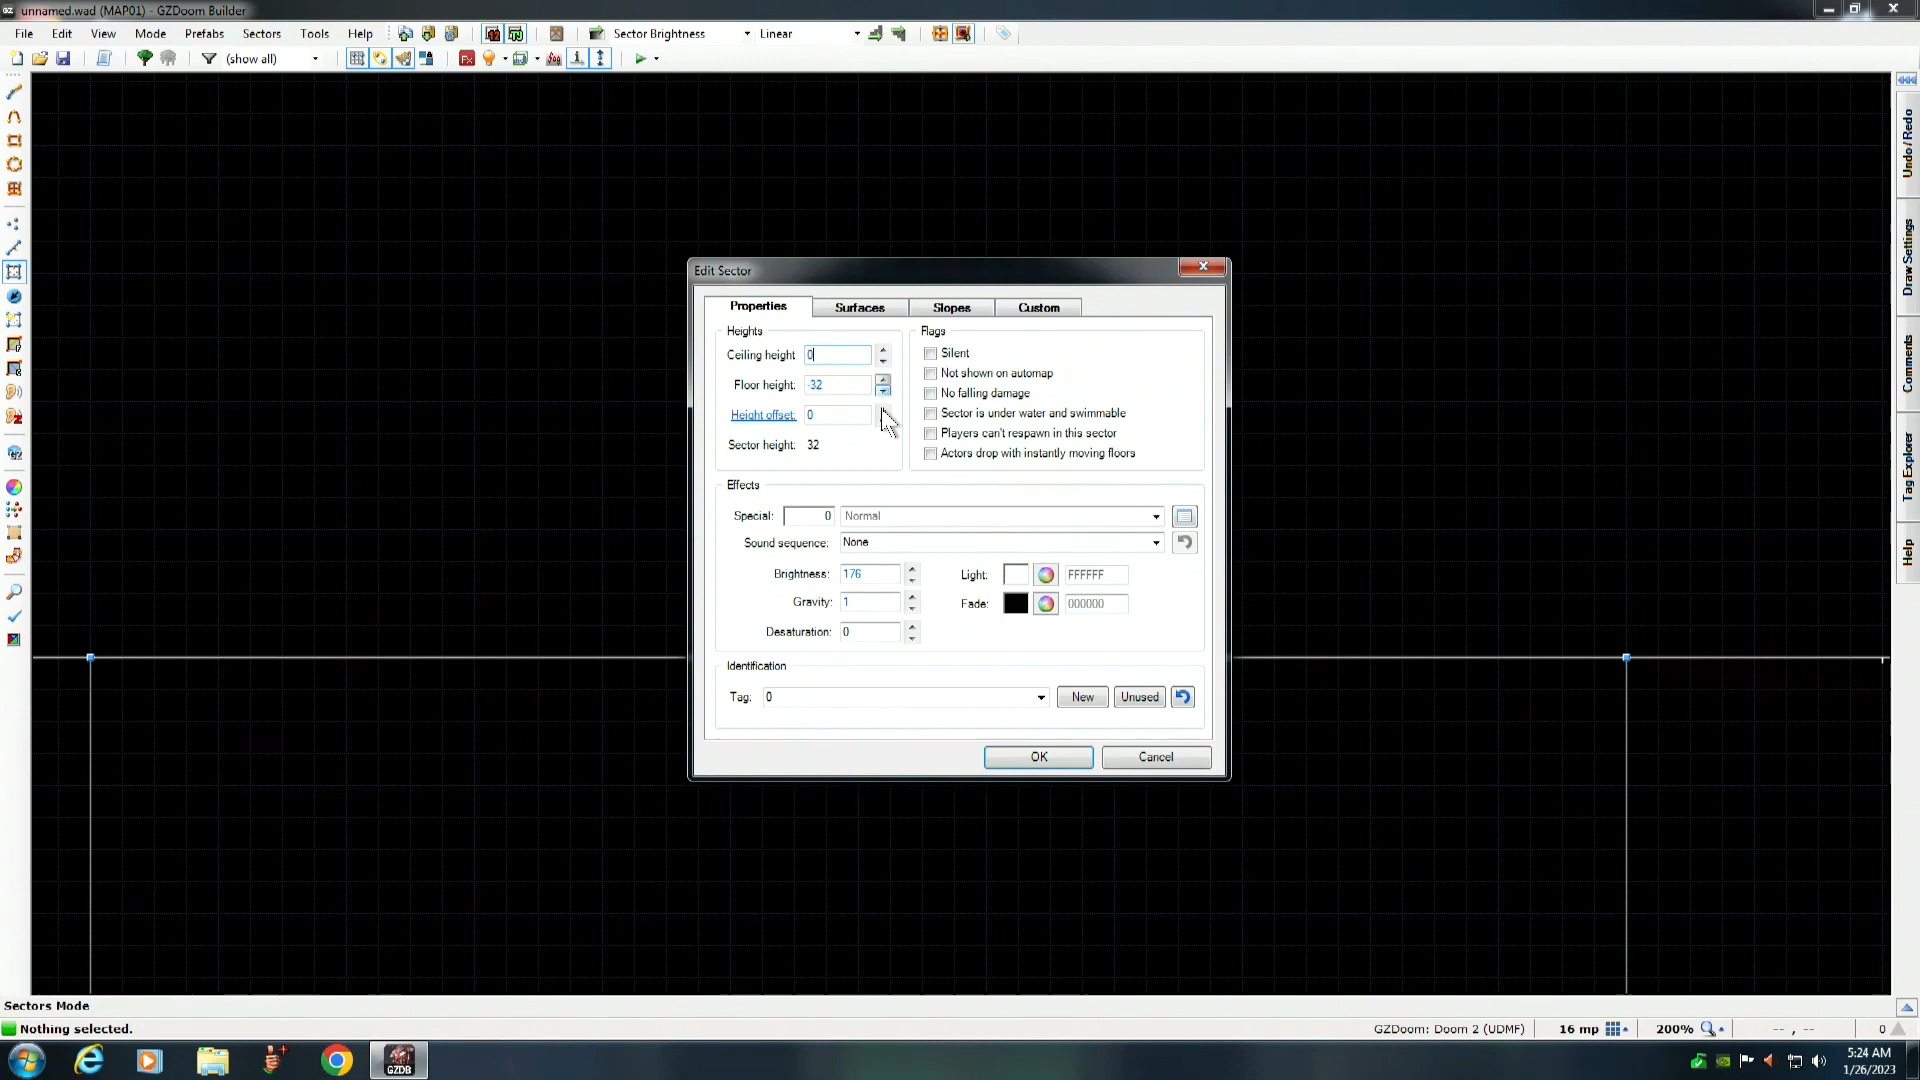 unnamed.wad (MAP01) - GZDoom Builder
File Edit View Mode Prefabs Sectors Tools Help Sector Brightness Linear
(show all)
Undo / Redo
Draw Settings
Comments
Tag Explorer
Help
Edit Sector
Properties Surfaces Slopes Custom
Heights
Ceiling height 0
Floor height: -32
Height offset: 0
Sector height: 32
Flags
Silent
Not shown on automap
No falling damage
Sector is under water and swimmable
Players can't respawn in this sector
Actors drop with instantly moving floors
Effects
Special: 0 Normal
Sound sequence: None
Brightness: 176 Light: FFFFFF
Gravity: 1 Fade: 000000
Desaturation: 0
Identification
Tag: 0 New Unused
OK Cancel
Sectors Mode
Nothing selected. GZDoom: Doom 2 (UDMF) 16 mp 200% -- , -- 0
GZDB
5:24 AM
1/26/2023